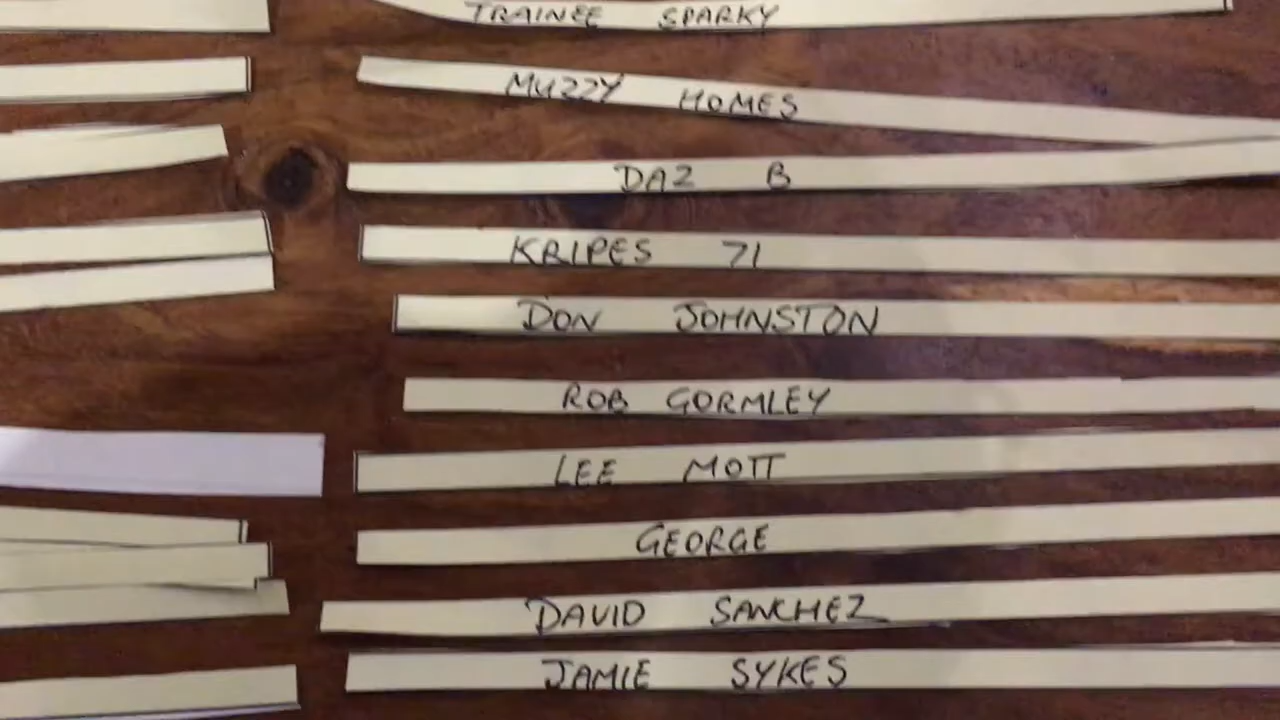 TRAINEE SPARKY
MUZZY HOMES
DAZ B
KRIPES 71
DON JOHNSTON
ROB GORMLEY
LEE MOTT
GEORGE
DAVID SANCHEZ
JAMIE SYKES